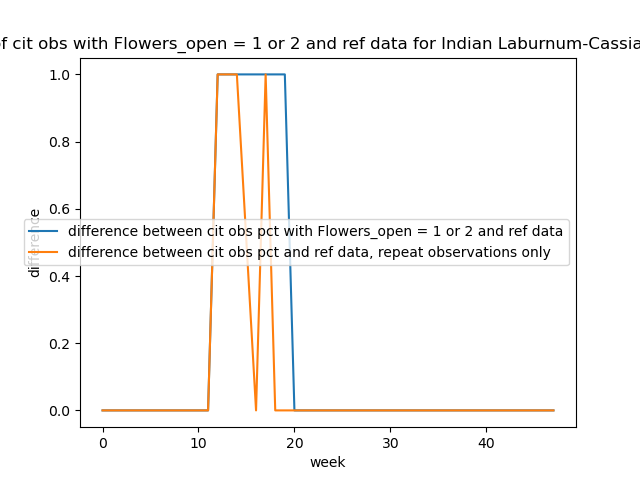 cit obs with Flowers_open = 1 or 2 and ref data for Indian Laburnum-Cassia
1.0
0.8
0.6
0.4
0.2
0.0
difference
difference between cit obs pct with Flowers_open = 1 or 2 and ref data
difference between cit obs pct and ref data, repeat observations only
0 10 20 30 40
week